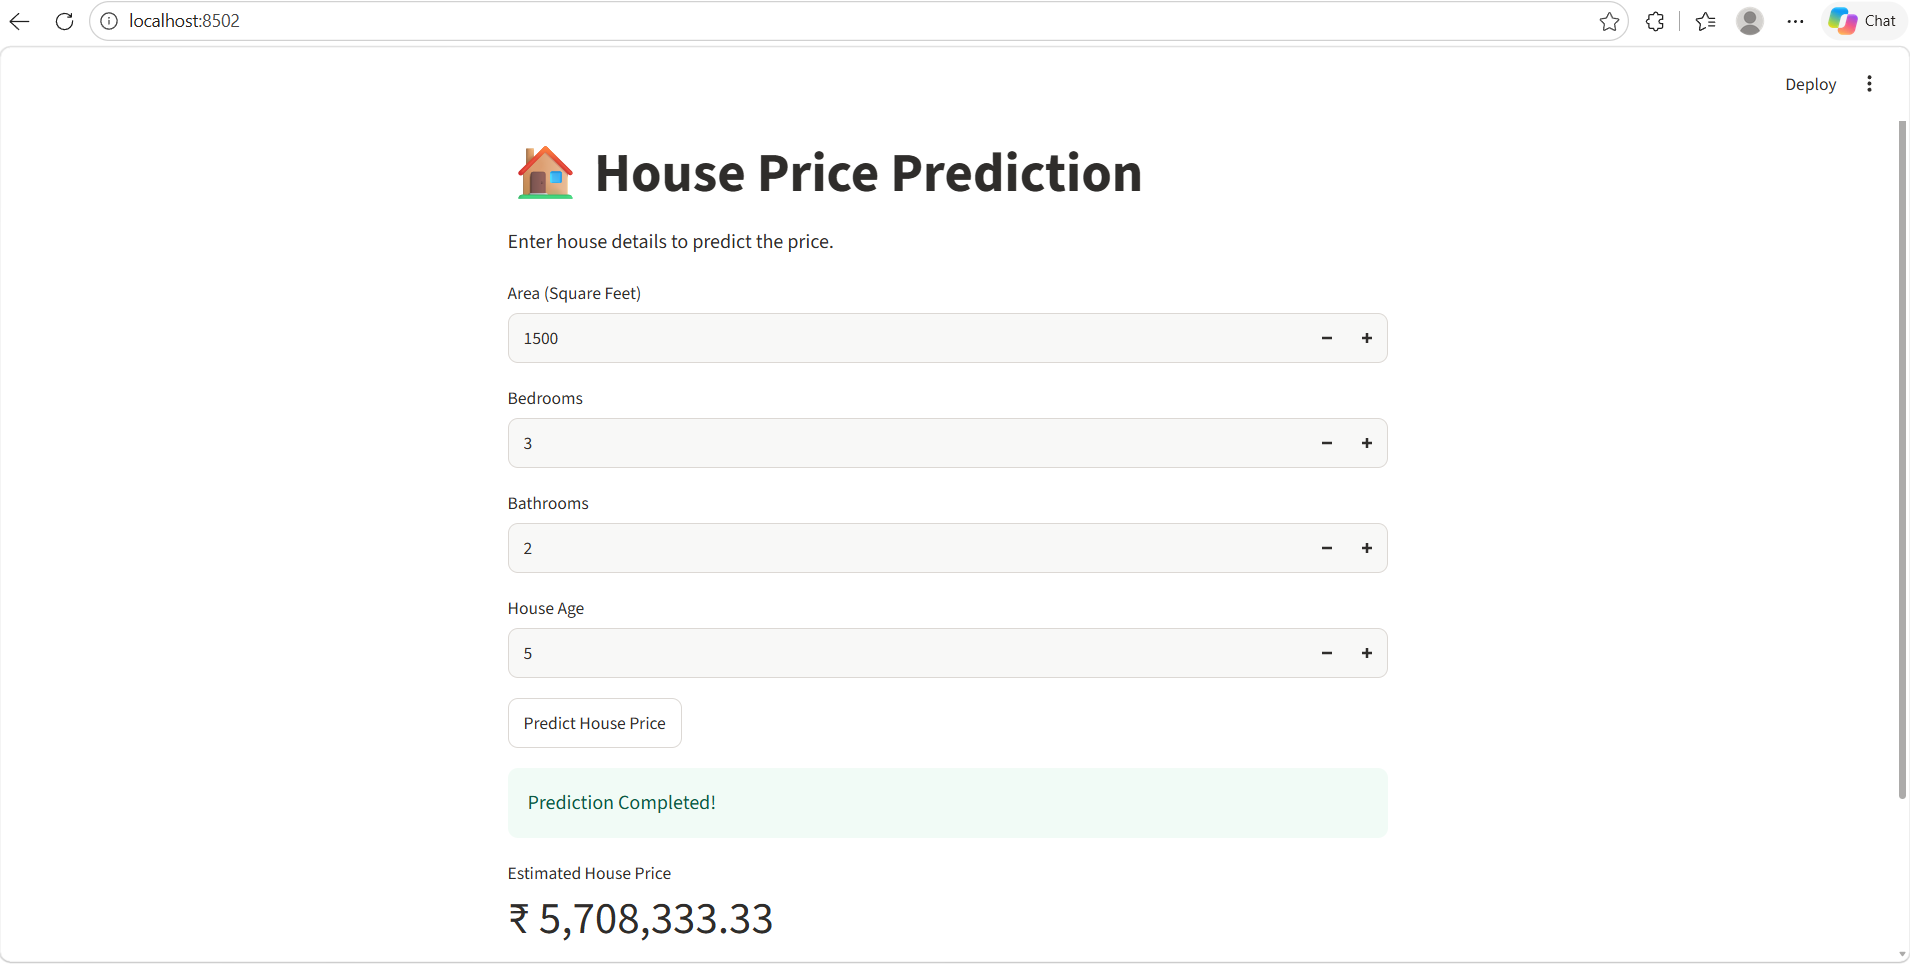 localhost:8502
Chat
Deploy
House Price Prediction
Enter house details to predict the price.
Area (Square Feet)
1500
Bedrooms
3
Bathrooms
2
House Age
5
Predict House Price
Prediction Completed!
Estimated House Price
₹ 5,708,333.33